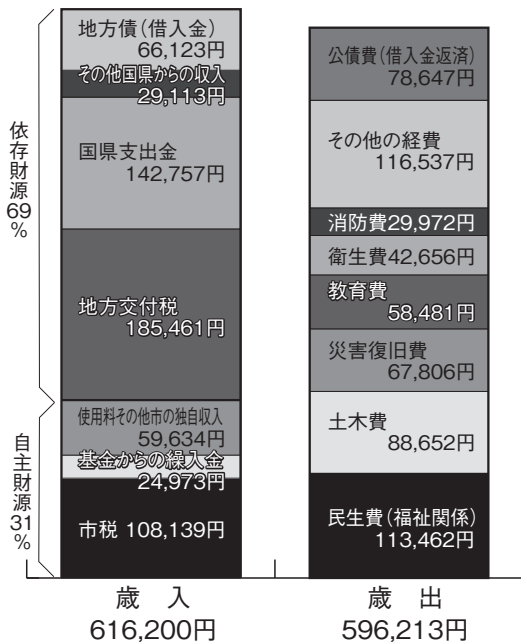 依存財源
69
%
自主財源
31
%
地方債（借入金）
66,123円
その他国県からの収入
29,113円
国県支出金
142,757円
地方交付税
185,461円
使用料その他市の独自収入
59,634円
基金からの繰入金
24,973円
市税 108,139円
歳 入
616,200円
公債費（借入金返済）
78,647円
その他の経費
116,537円
消防費29,972円
衛生費42,656円
教育費
58,481円
災害復旧費
67,806円
土木費
88,652円
民生費（福祉関係）
113,462円
歳 出
596,213円